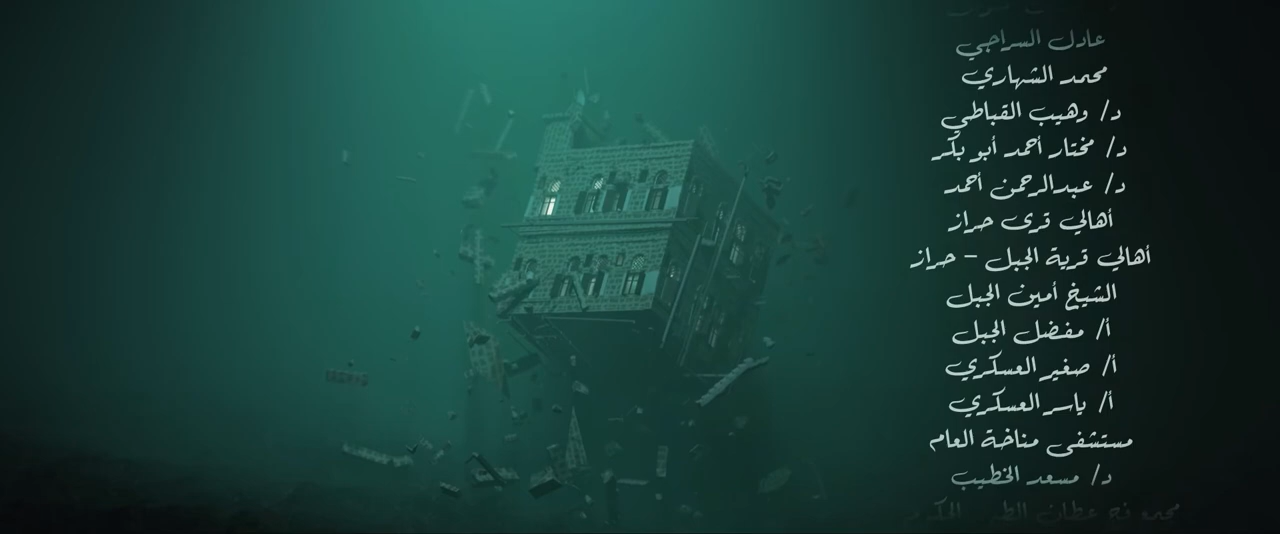 عادل السراجي
محمد الشهاري
د/ وهيب القباطي
د/ مختار أحمد أبو بكر
د/ عبدالرحمن أحمد
أهالي قرى حراز
أهالي قرية الجبل – حراز
الشيخ أمين الجبل
أ/ مفضل الجبل
أ/ صغير العسكري
أ/ ياسر العسكري
مستشفى مناخة العام
د/ مسعد الخطيب